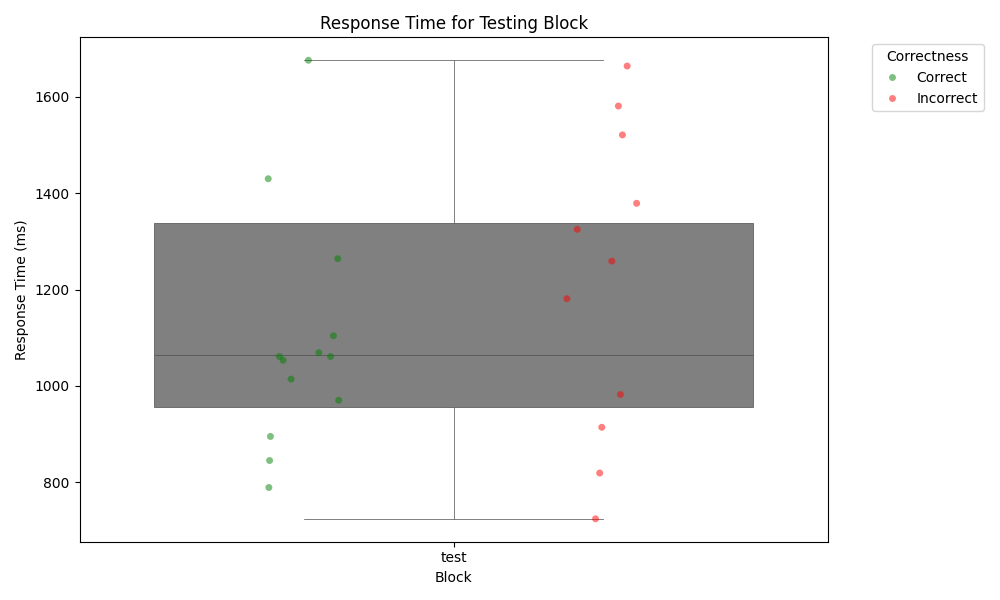 Response Time for Testing Block
Correctness
Correct
Incorrect
1600
1400
1200
1000
800
Response Time (ms)
test
Block